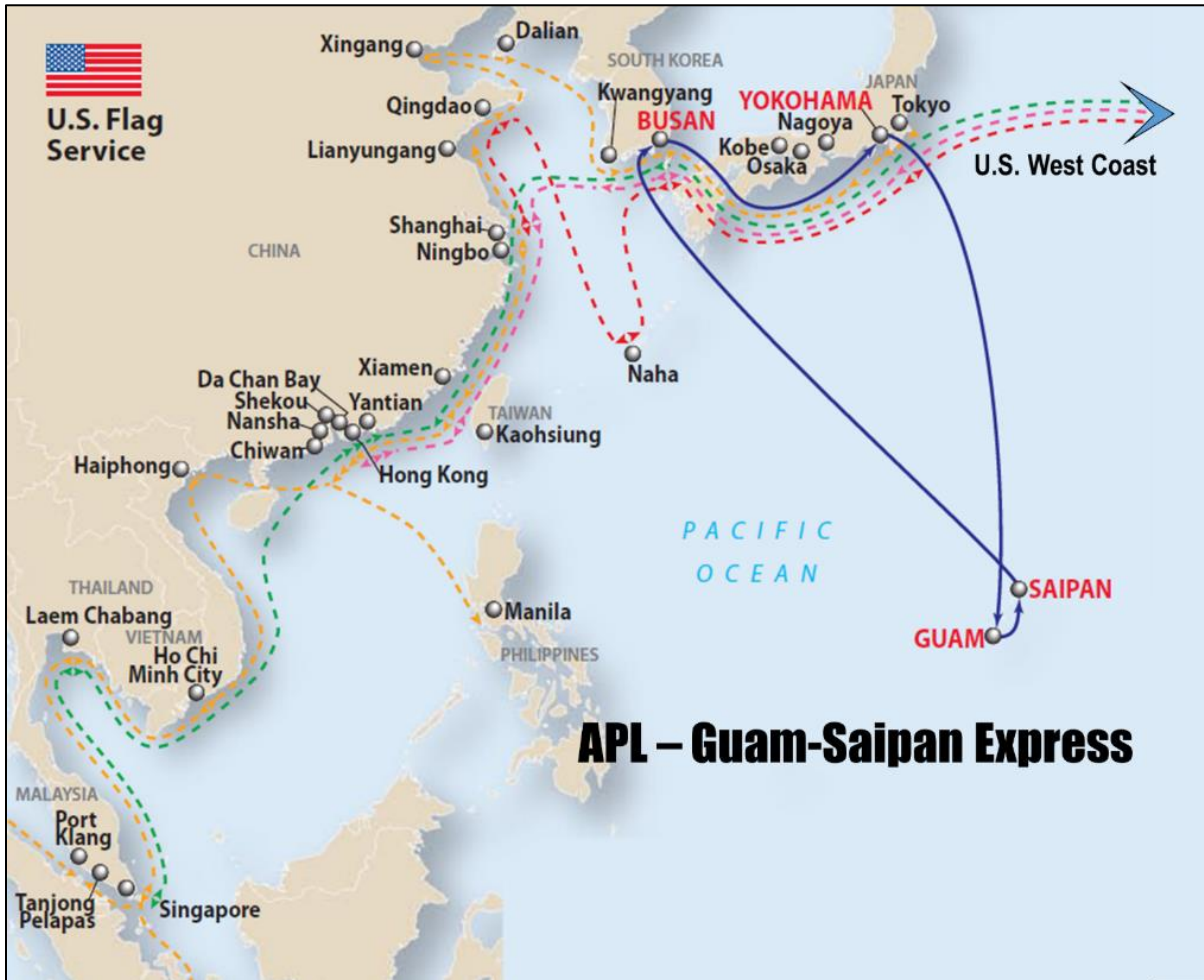 U.S. Flag
Service
Xingang
Dalian
SOUTH KOREA
Kwangyang
BUSAN
JAPAN
YOKOHAMA
Tokyo
Nagoya
Kobe
Osaka
U.S. West Coast
Qingdao
Lianyungang
Shanghai
Ningbo
CHINA
Naha
Xiamen
Da Chan Bay
Yantian
Shekou
Nansha
Chiwan
Hong Kong
TAIWAN
Kaohsiung
Haiphong
PACIFIC
OCEAN
THAILAND
Laem Chabang
VIETNAM
Ho Chi
Minh City
Manila
PHILIPPINES
SAIPAN
GUAM
APL – Guam-Saipan Express
MALAYSIA
Port
Klang
Tanjong
Pelapas
Singapore